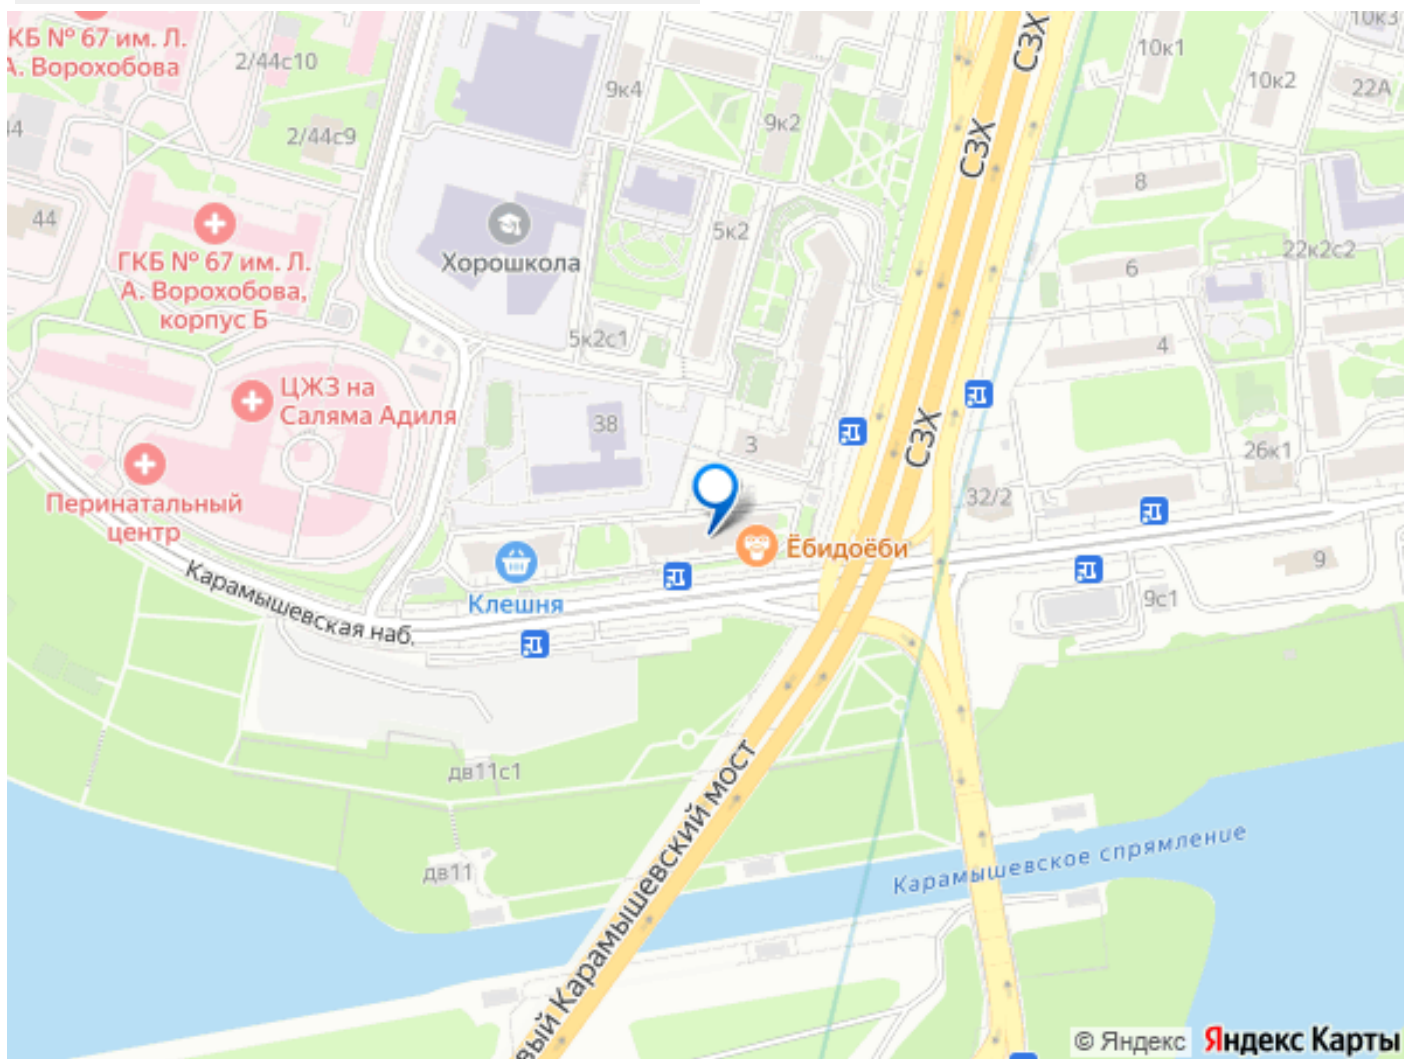 КБ № 67 им. Л.
А. Ворохобова
2/44с10
9к4
СЗХ
10к1
10к3
10к2
22А
44
2/44с9
9к2
СЗХ
8
44
5к2
ГКБ № 67 им. Л.
А. Ворохобова,
корпус Б
Хорошкола
6
22к2с2
5к2с1
4
ЦЖЗ на
Саляма Адиля
38
3
СЗХ
26к1
Перинатальный
центр
32/2
Ёбидоёби
Клешня
9
9с1
Карамышевская наб.
дв11с1
дв11
вый Карамышевский мост
Карамышевское спрямление
© Яндекс Яндекс Карты